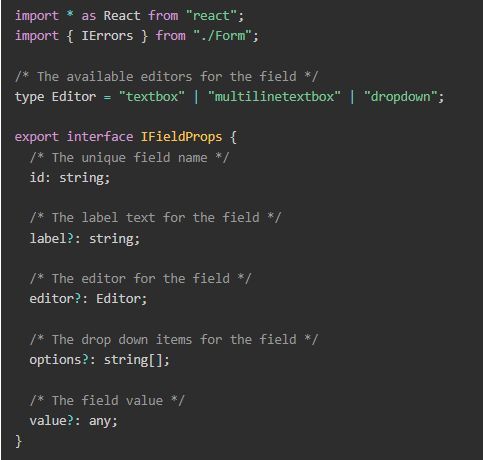 import * as React from "react";
import { IErrors } from "./Form";
/* The available editors for the field */
type Editor = "textbox" | "multilinetextbox" | "dropdown";
export interface IFieldProps {
/* The unique field name */
id: string;
/* The label text for the field */
label?: string;
/* The editor for the field */
editor?: Editor;
/* The drop down items for the field */
options?: string[];
/* The field value */
value?: any;
}